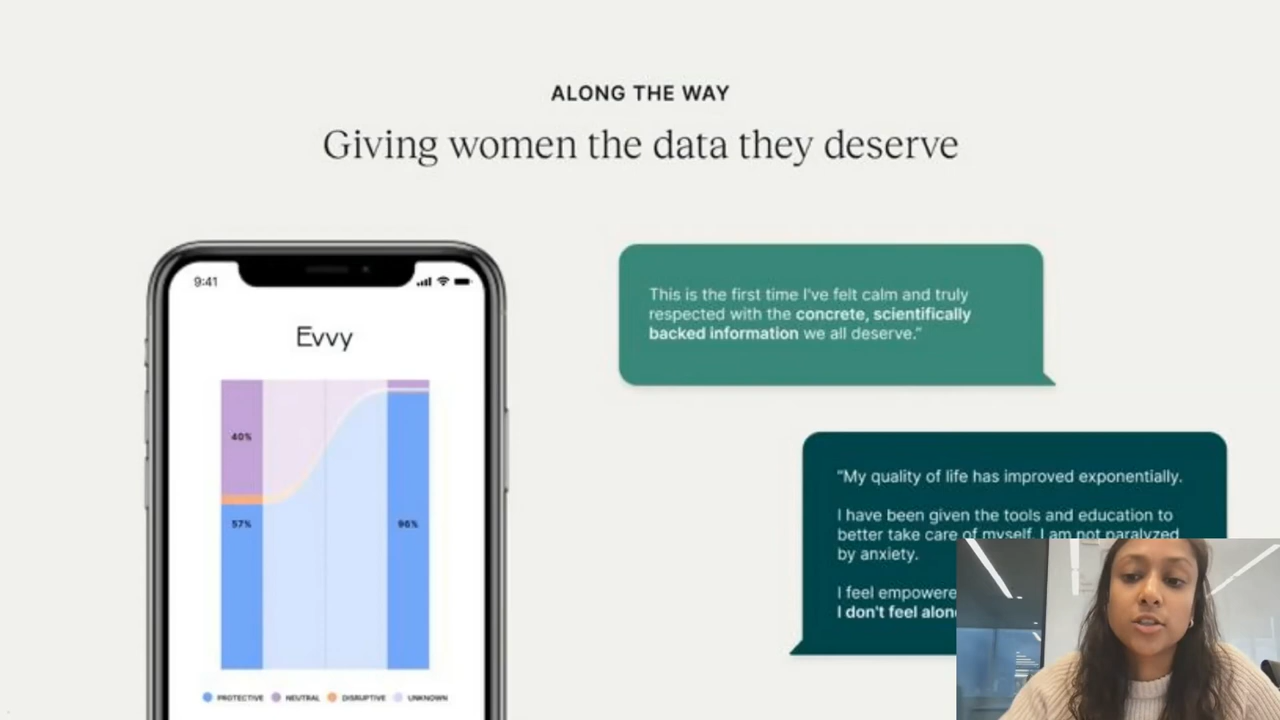 ALONG THE WAY
Giving women the data they deserve
9:41
Evvy
40%
57%
96%
PROTECTIVE NEUTRAL DISRUPTIVE UNKNOWN
This is the first time I've felt calm and truly
respected with the concrete, scientifically
backed information we all deserve."
"My quality of life has improved exponentially.
I have been given the tools and education to
better take care of myself. I am not paralyzed
by anxiety.
I feel empowere
I don't feel alon